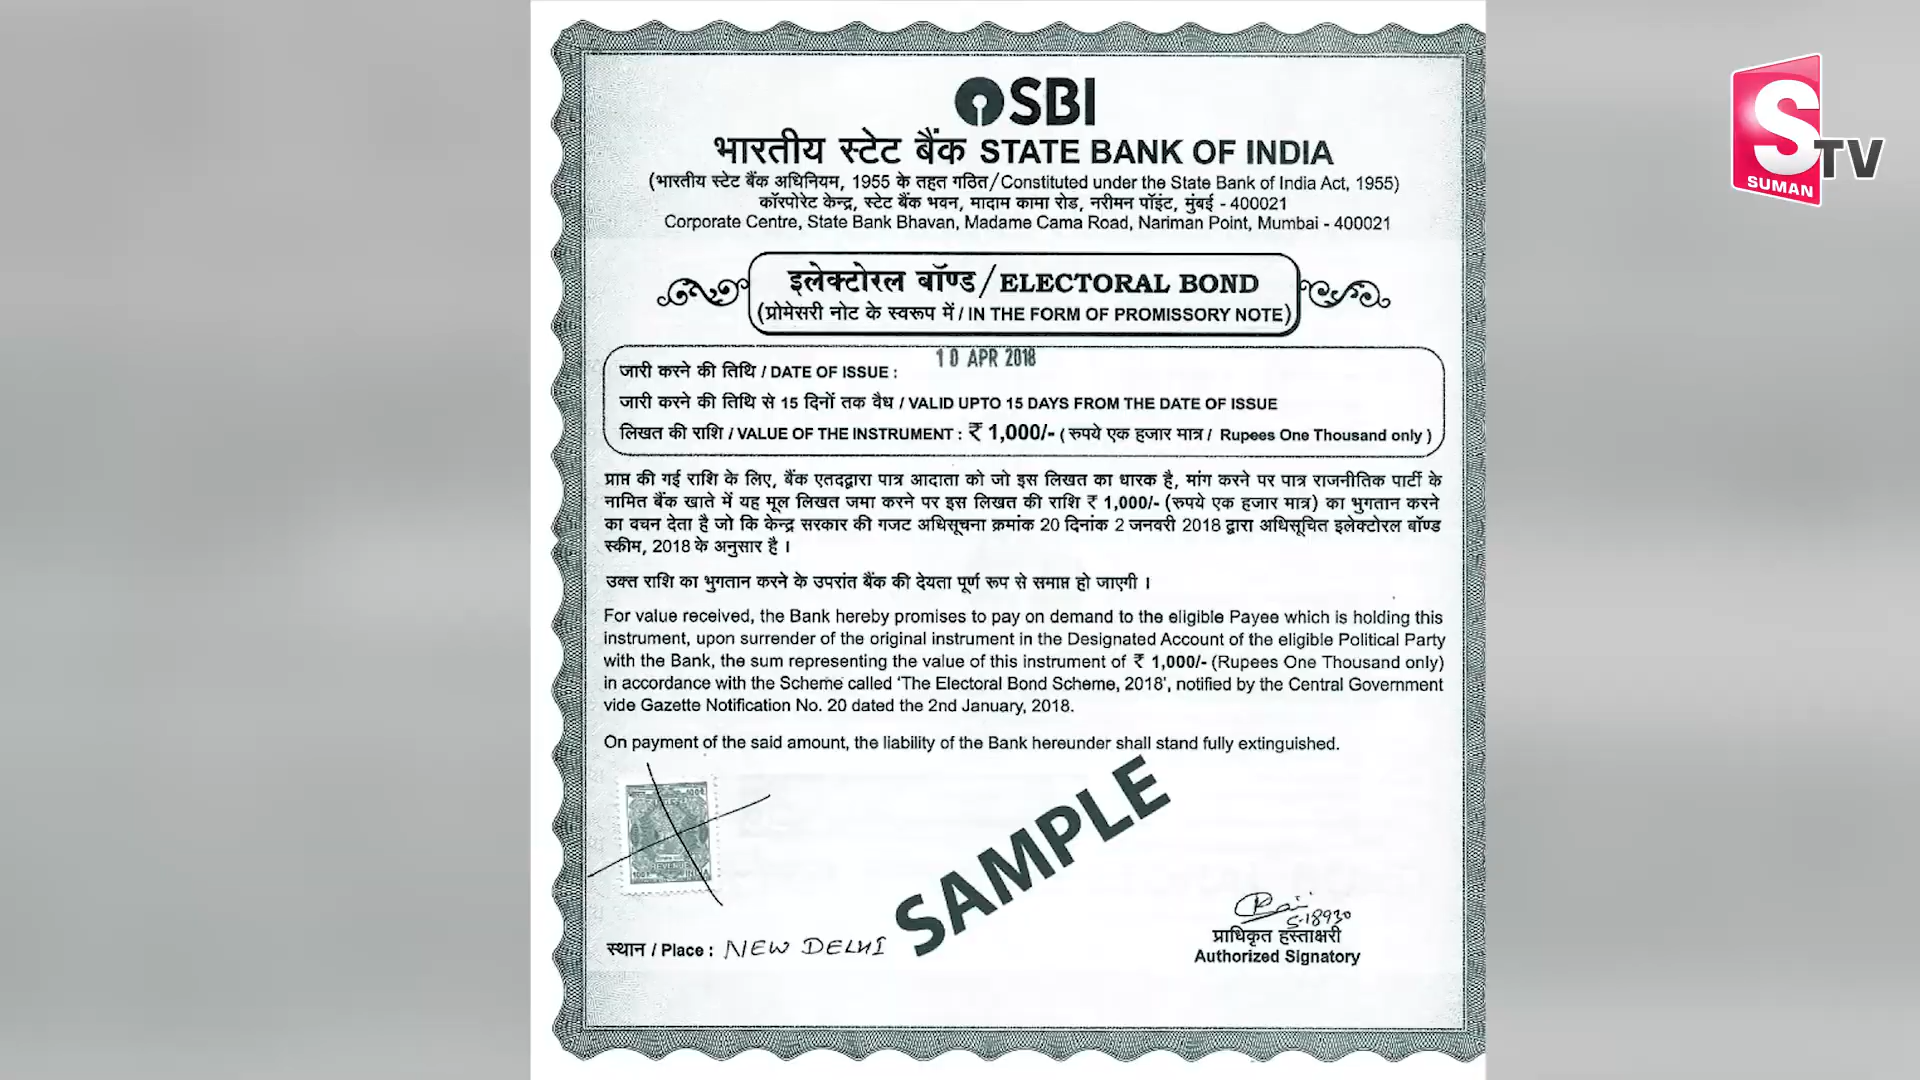 SBI
भारतीय स्टेट बैंक STATE BANK OF INDIA
(भारतीय स्टेट बैंक अधिनियम, 1955 के तहत गठित/Constituted under the State Bank of India Act, 1955)
कॉरपोरेट केन्द्र, स्टेट बैंक भवन, मादाम कामा रोड, नरीमन पॉइंट, मुंबई - 400021
Corporate Centre, State Bank Bhavan, Madame Cama Road, Nariman Point, Mumbai - 400021
S TV
SUMAN
इलेक्टोरल बॉण्ड/ELECTORAL BOND
(प्रोमेसरी नोट के स्वरूप में/ IN THE FORM OF PROMISSORY NOTE)
10 APR 2018
जारी करने की तिथि / DATE OF ISSUE :
जारी करने की तिथि से 15 दिनों तक वैध / VALID UPTO 15 DAYS FROM THE DATE OF ISSUE
लिखत की राशि / VALUE OF THE INSTRUMENT : ₹ 1,000/- ( रुपये एक हजार मात्र / Rupees One Thousand only )
प्राप्त की गई राशि के लिए, बैंक एतदद्वारा पात्र आदाता को जो इस लिखत का धारक है, मांग करने पर पात्र राजनीतिक पार्टी के
नामित बैंक खाते में यह मूल लिखत जमा करने पर इस लिखत की राशि ₹ 1,000/- (रुपये एक हजार मात्र) का भुगतान करने
का वचन देता है जो कि केन्द्र सरकार की गजट अधिसूचना क्रमांक 20 दिनांक 2 जनवरी 2018 द्वारा अधिसूचित इलेक्टोरल बॉण्ड
स्कीम, 2018 के अनुसार है ।
उक्त राशि का भुगतान करने के उपरांत बैंक की देयता पूर्ण रूप से समाप्त हो जाएगी ।
For value received, the Bank hereby promises to pay on demand to the eligible Payee which is holding this
instrument, upon surrender of the original instrument in the Designated Account of the eligible Political Party
with the Bank, the sum representing the value of this instrument of ₹ 1,000/- (Rupees One Thousand only)
in accordance with the Scheme called ‘The Electoral Bond Scheme, 2018’, notified by the Central Government
vide Gazette Notification No. 20 dated the 2nd January, 2018.
On payment of the said amount, the liability of the Bank hereunder shall stand fully extinguished.
REVENUE
INDIA
SAMPLE
S-18930
स्थान / Place : NEW DELHI
प्राधिकृत हस्ताक्षरी
Authorized Signatory